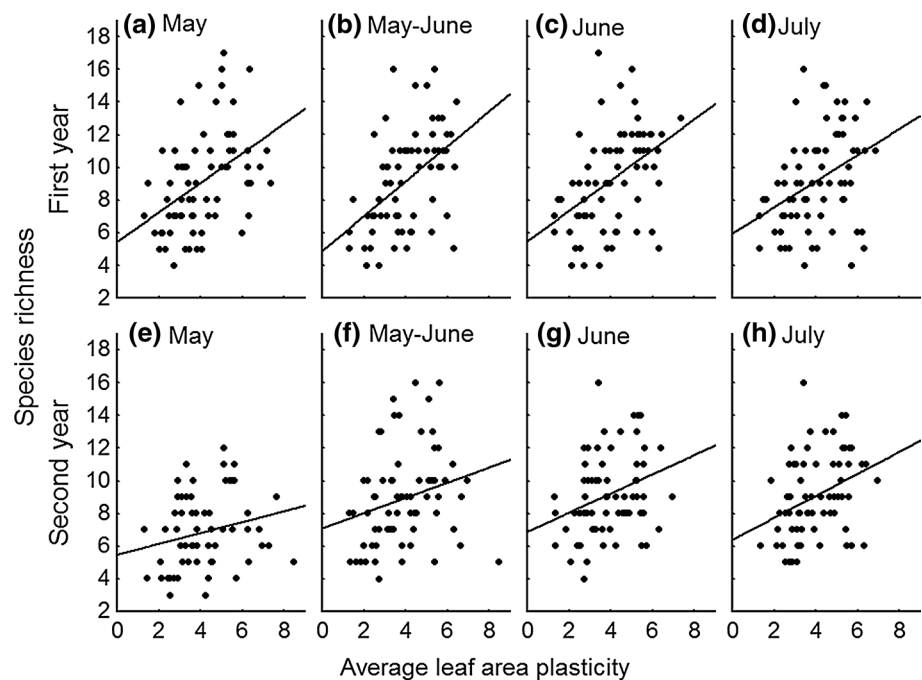 (a) May
(b) May-June
(c) June
(d) July
18
16
14
12
10
8
6
4
2
First year
Species richness
(e) May
(f) May-June
(g) June
(h) July
18
16
14
12
10
8
6
4
2
Second year
0 2 4 6 8
0 2 4 6 8
0 2 4 6 8
0 2 4 6 8
Average leaf area plasticity